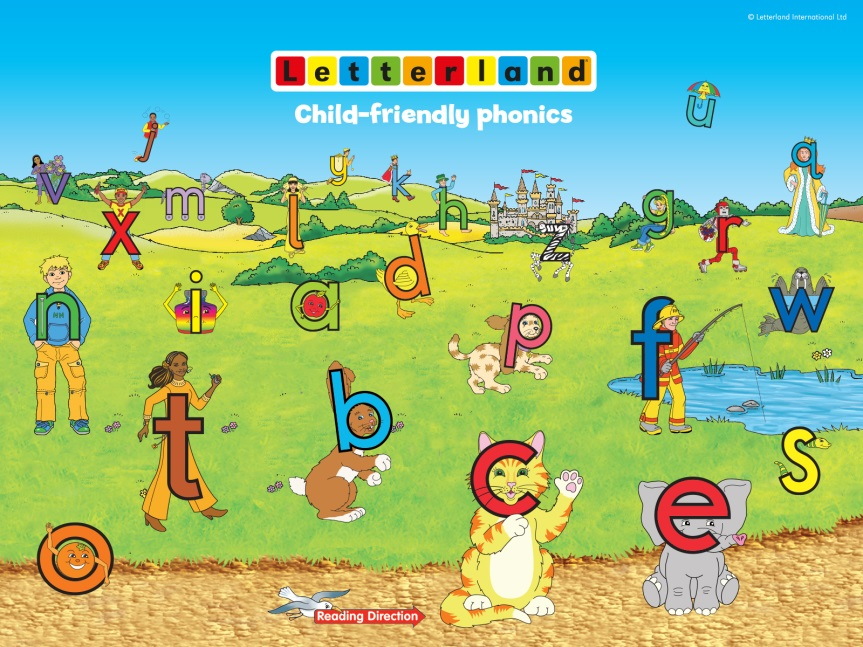 © Letterland International Ltd
Letterland
Child-friendly phonics
u
j
y
k
q
v
x
m
l
h
z
g
r
n
i
a
d
p
f
w
t
b
c
s
e
o
Reading Direction